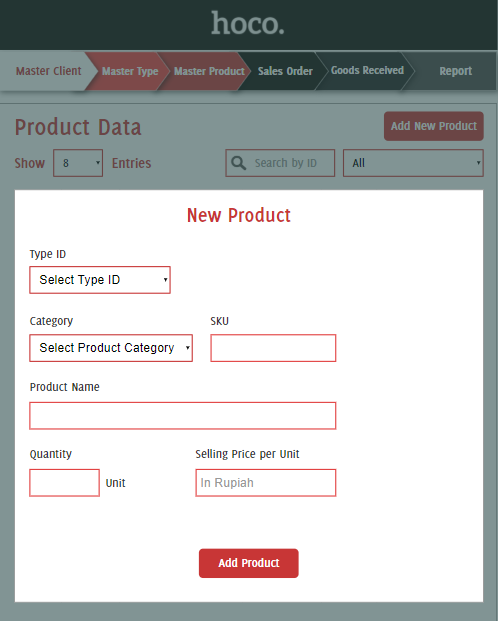 hoco.
Master Client Master Type Master Product Sales Order Goods Received Report
Product Data Add New Product
Show 8 Entries Search by ID All
New Product
Type ID
Select Type ID
Category SKU
Select Product Category
Product Name
Quantity Selling Price per Unit
Unit In Rupiah
Add Product